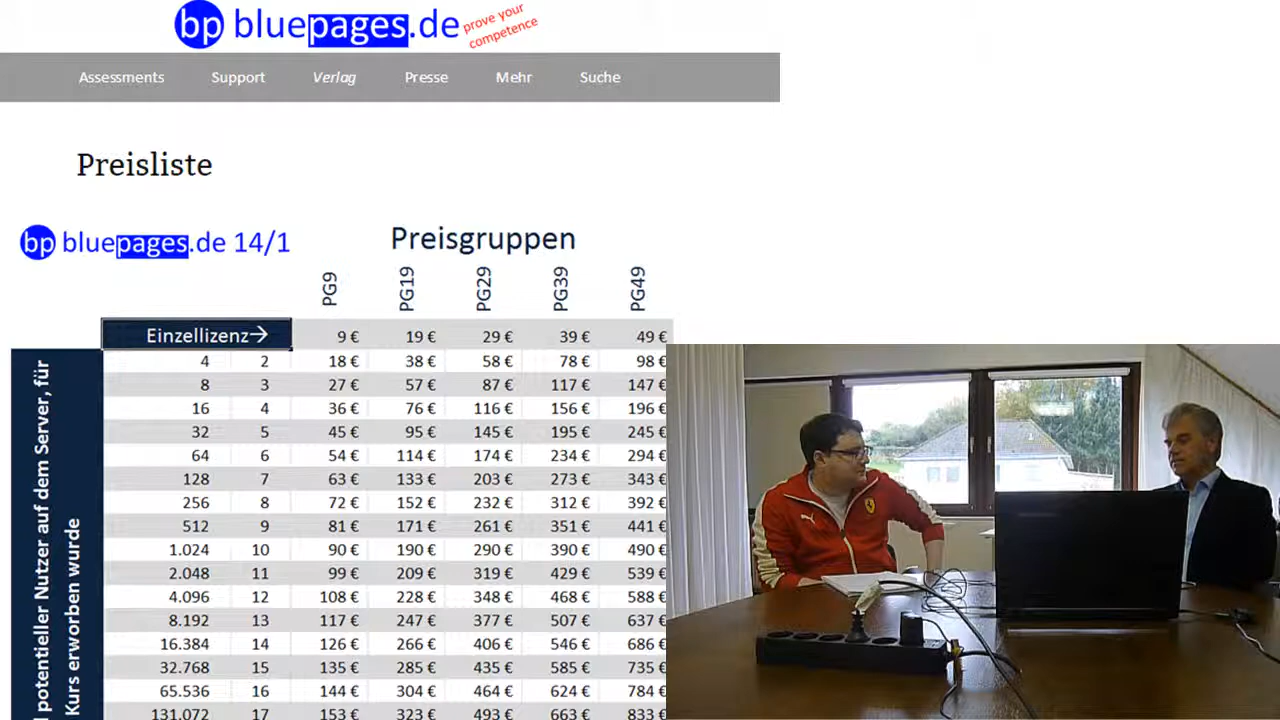 bp bluepages.de prove your competence
Assessments Support Verlag Presse Mehr Suche
Preisliste
bp bluepages.de 14/1 Preisgruppen
PG9 PG19 PG29 PG39 PG49
Einzellizenz→ 9 € 19 € 29 € 39 € 49 €
4 2 18 € 38 € 58 € 78 € 98 €
8 3 27 € 57 € 87 € 117 € 147 €
16 4 36 € 76 € 116 € 156 € 196 €
32 5 45 € 95 € 145 € 195 € 245 €
64 6 54 € 114 € 174 € 234 € 294 €
128 7 63 € 133 € 203 € 273 € 343 €
256 8 72 € 152 € 232 € 312 € 392 €
512 9 81 € 171 € 261 € 351 € 441 €
1.024 10 90 € 190 € 290 € 390 € 490 €
2.048 11 99 € 209 € 319 € 429 € 539 €
4.096 12 108 € 228 € 348 € 468 € 588 €
8.192 13 117 € 247 € 377 € 507 € 637 €
16.384 14 126 € 266 € 406 € 546 € 686 €
32.768 15 135 € 285 € 435 € 585 € 735 €
65.536 16 144 € 304 € 464 € 624 € 784 €
131.072 17 153 € 323 € 493 € 663 € 833 €
potentieller Nutzer auf dem Server, für
Kurs erworben wurde